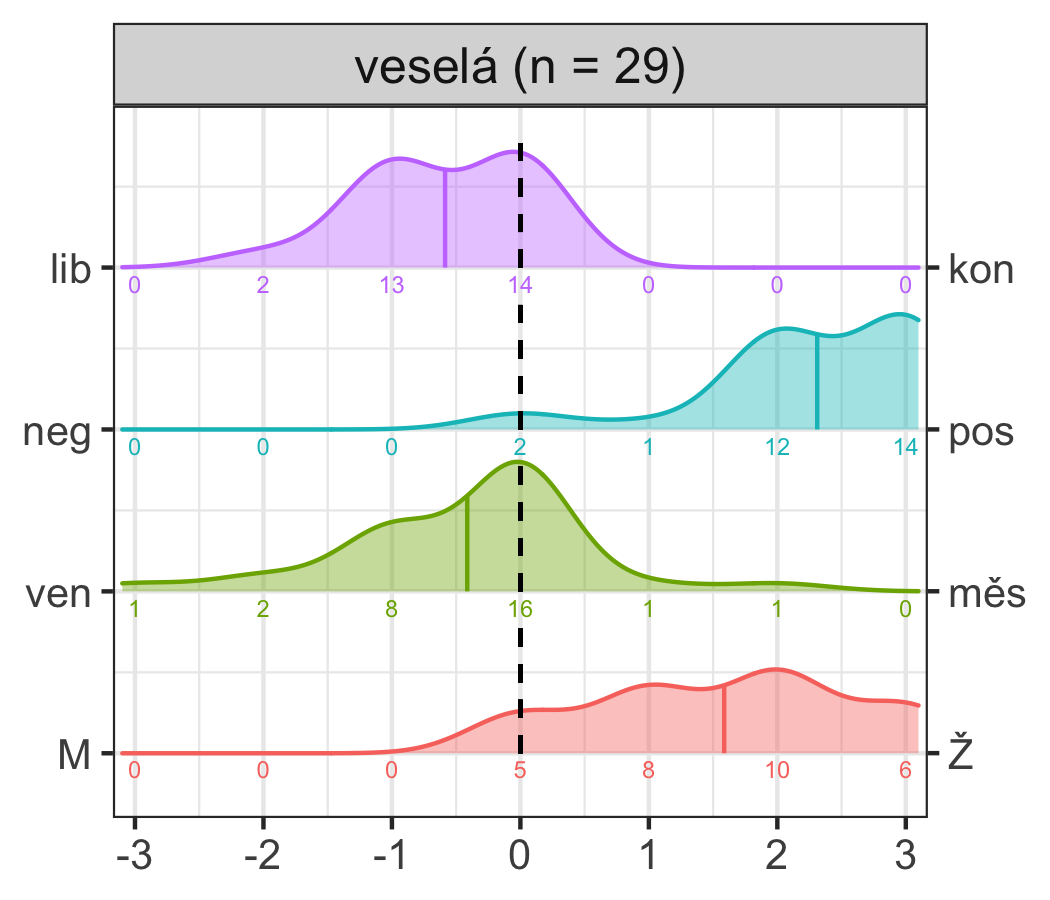 veselá (n = 29)
lib kon
0 2 13 14 0 0 0
neg pos
0 0 0 2 1 12 14
ven měs
1 2 8 16 1 1 0
M Ž
0 0 0 5 8 10 6
-3 -2 -1 0 1 2 3